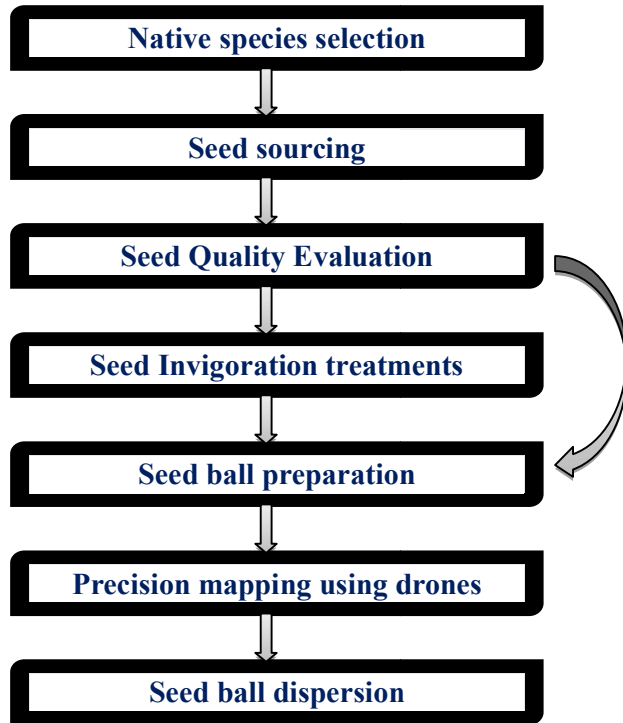 Native species selection
Seed sourcing
Seed Quality Evaluation
Seed Invigoration treatments
Seed ball preparation
Precision mapping using drones
Seed ball dispersion